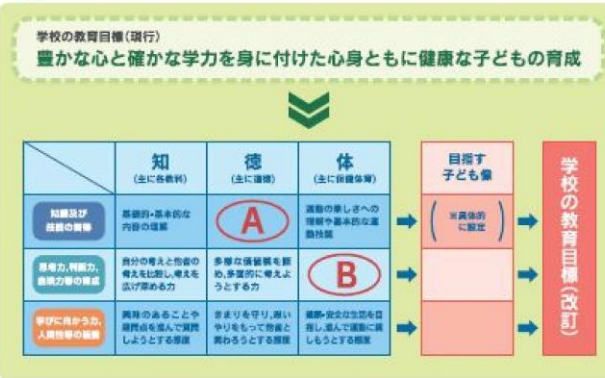 学校の教育目標(現行)
豊かな心と確かな学力を身に付けた心身ともに健康な子どもの育成
知
(主に各教科)
徳
(主に道徳)
体
(主に保健体育)
目指す
子ども像
学校の教育目標(改訂)
知識及び
技能の習得
基礎的・基本的な
内容の理解
A
運動の楽しさへの
理解や基本的な運
動技能
(※具体的
に設定)
思考力、判断力、
表現力等の育成
自分の考えと他者の
考えを比較し、考えを
広げ深める力
多様な価値観を認
め、多面的に考えよ
うとする力
B
学びに向かう力、
人間性等の涵養
興味のあることや
疑問点を進んで質問
しようとする態度
きまりを守り、思い
やりをもって他者と
関わろうとする態度
健康・安全な生活を目
指し、進んで運動に親
しもうとする態度